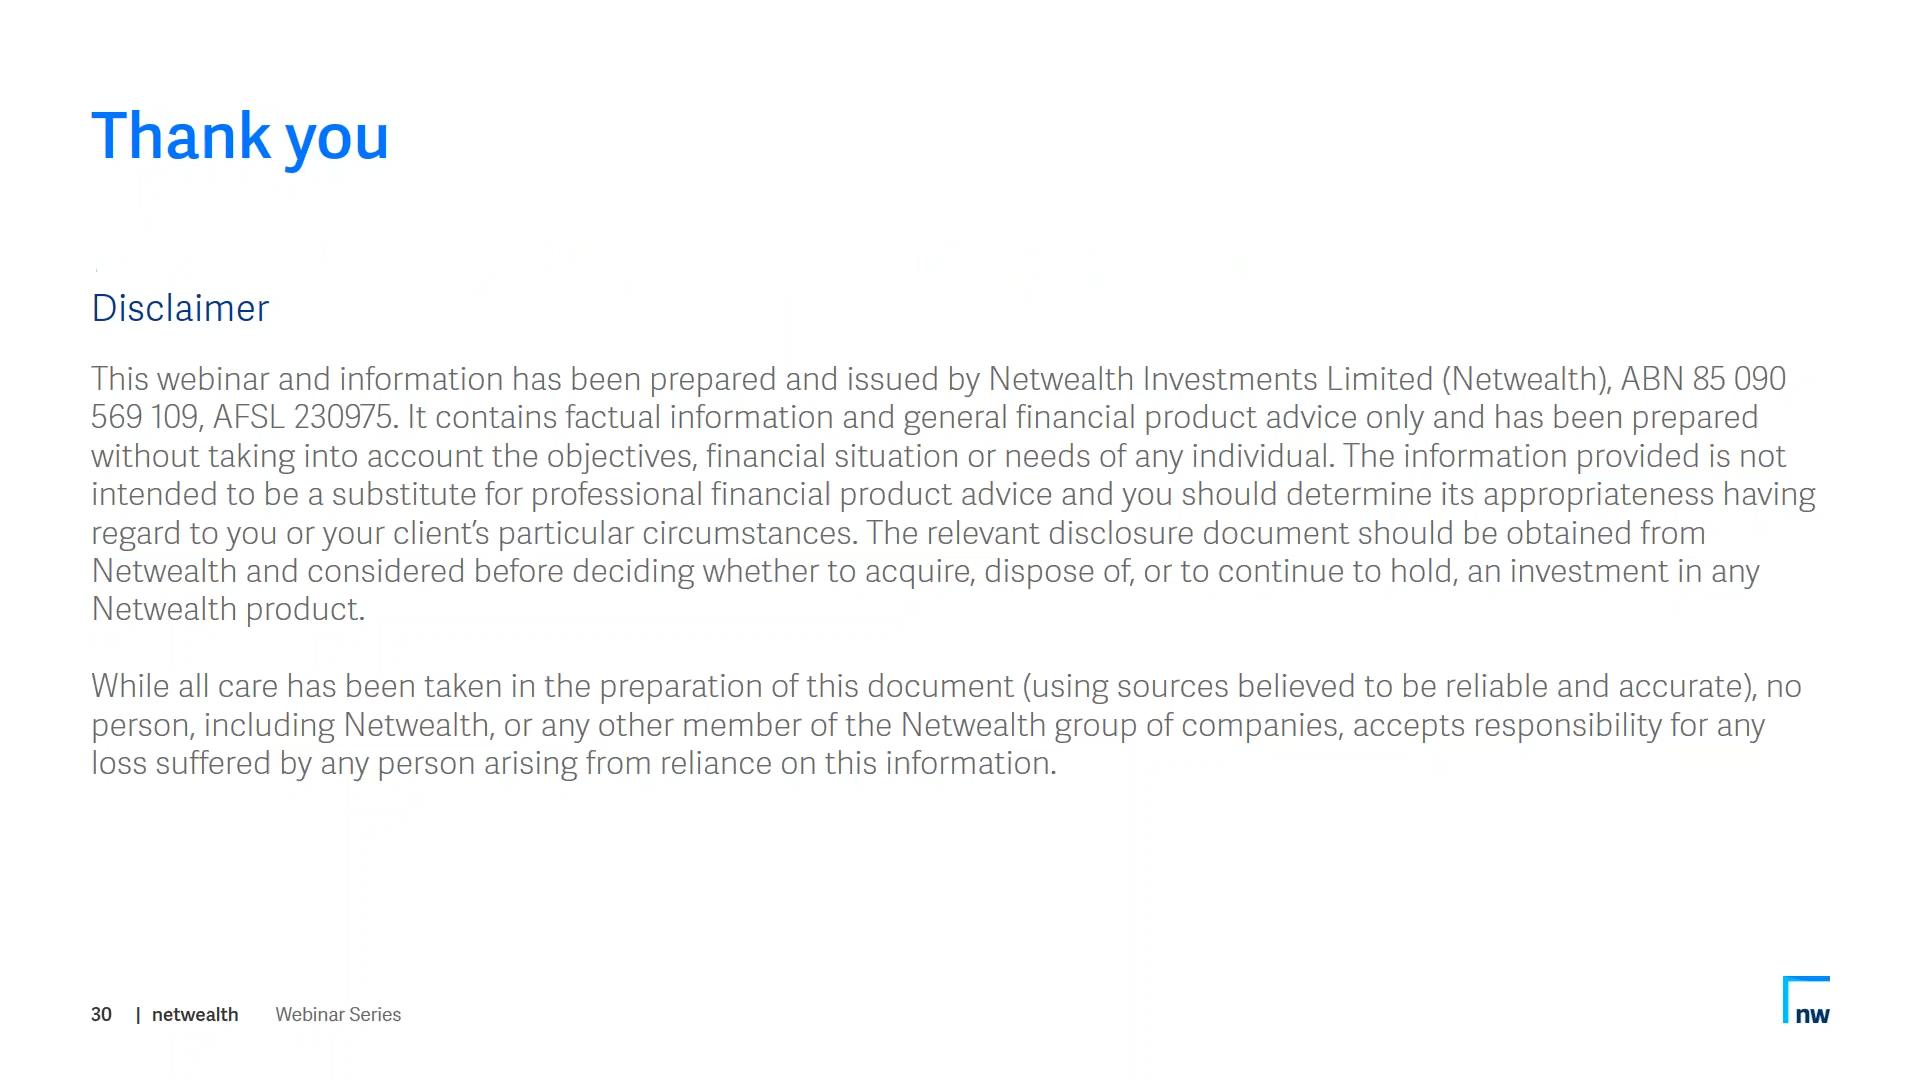 Thank you
Disclaimer
This webinar and information has been prepared and issued by Netwealth Investments Limited (Netwealth), ABN 85 090
569 109, AFSL 230975. It contains factual information and general financial product advice only and has been prepared
without taking into account the objectives, financial situation or needs of any individual. The information provided is not
intended to be a substitute for professional financial product advice and you should determine its appropriateness having
regard to you or your client’s particular circumstances. The relevant disclosure document should be obtained from
Netwealth and considered before deciding whether to acquire, dispose of, or to continue to hold, an investment in any
Netwealth product.
While all care has been taken in the preparation of this document (using sources believed to be reliable and accurate), no
person, including Netwealth, or any other member of the Netwealth group of companies, accepts responsibility for any
loss suffered by any person arising from reliance on this information.
30 | netwealth Webinar Series
nw